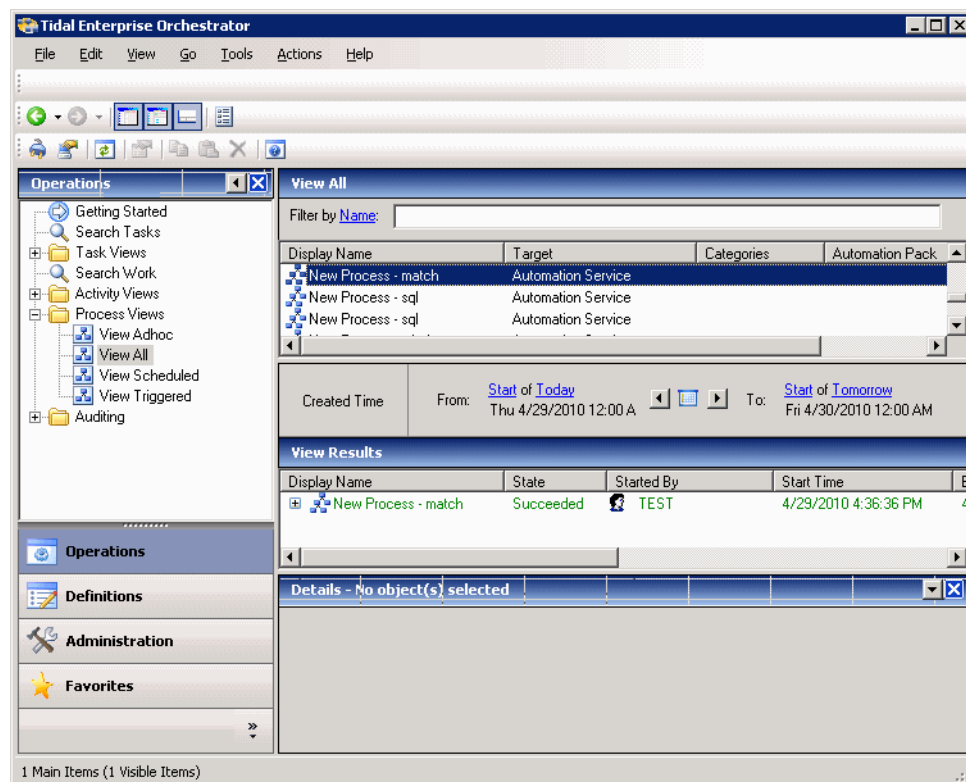 Tidal Enterprise Orchestrator
File Edit View Go Tools Actions Help
Operations
Getting Started
Search Tasks
Task Views
Search Work
Activity Views
Process Views
View Adhoc
View All
View Scheduled
View Triggered
Auditing
Operations
Definitions
Administration
Favorites
View All
Filter by Name:
Display Name Target Categories Automation Pack
New Process - match Automation Service
New Process - sql Automation Service
New Process - sql Automation Service
Created Time From: Start of Today To: Start of Tomorrow
Thu 4/29/2010 12:00 A Fri 4/30/2010 12:00 AM
View Results
Display Name State Started By Start Time E
New Process - match Succeeded TEST 4/29/2010 4:36:36 PM 4
Details - No object(s) selected
1 Main Items (1 Visible Items)